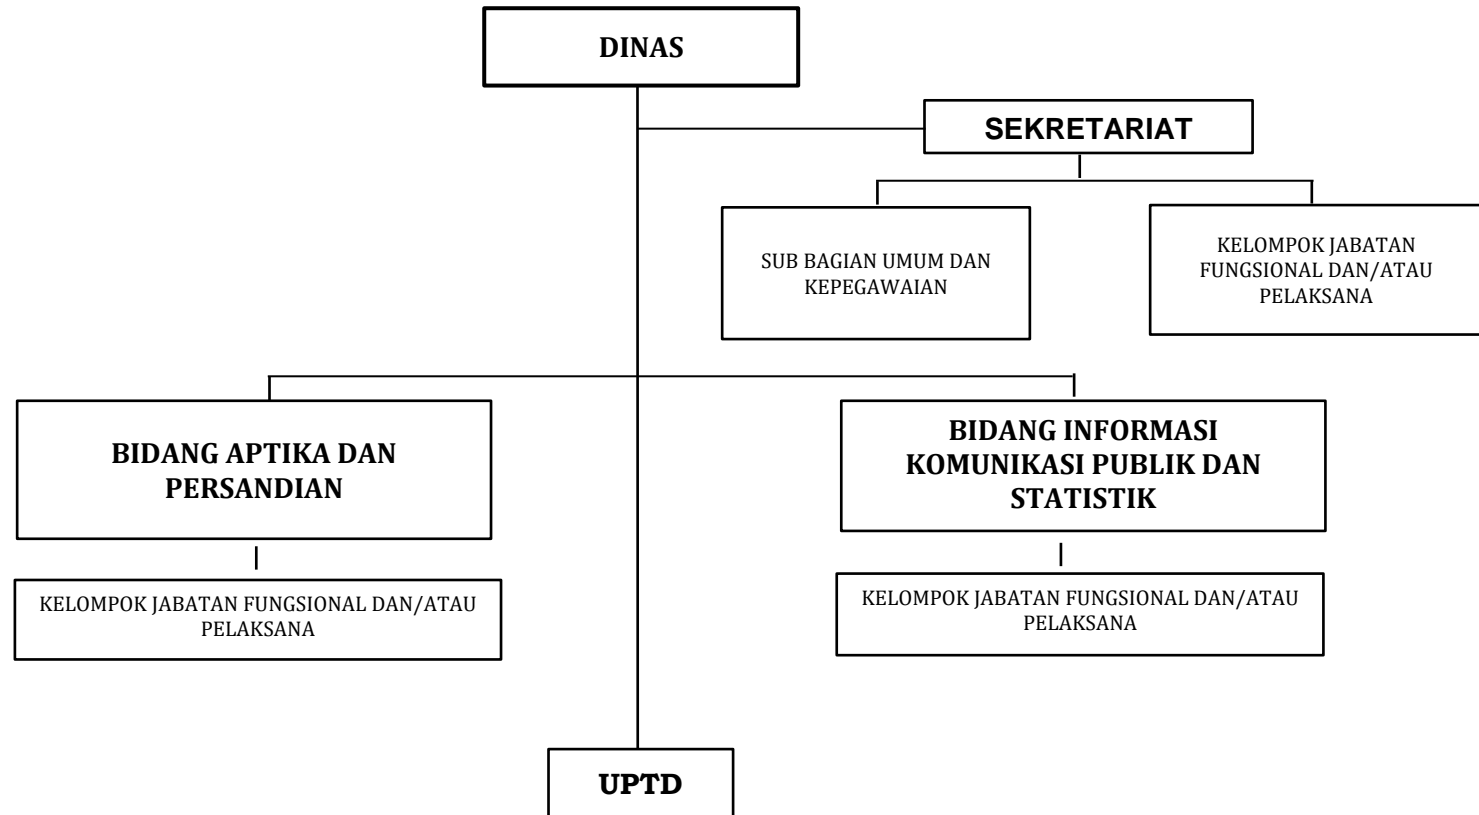 DINAS
SEKRETARIAT
SUB BAGIAN UMUM DAN
KEPEGAWAIAN
KELOMPOK JABATAN
FUNGSIONAL DAN/ATAU
PELAKSANA
BIDANG APTIKA DAN
PERSANDIAN
BIDANG INFORMASI
KOMUNIKASI PUBLIK DAN
STATISTIK
KELOMPOK JABATAN FUNGSIONAL DAN/ATAU
PELAKSANA
KELOMPOK JABATAN FUNGSIONAL DAN/ATAU
PELAKSANA
UPTD